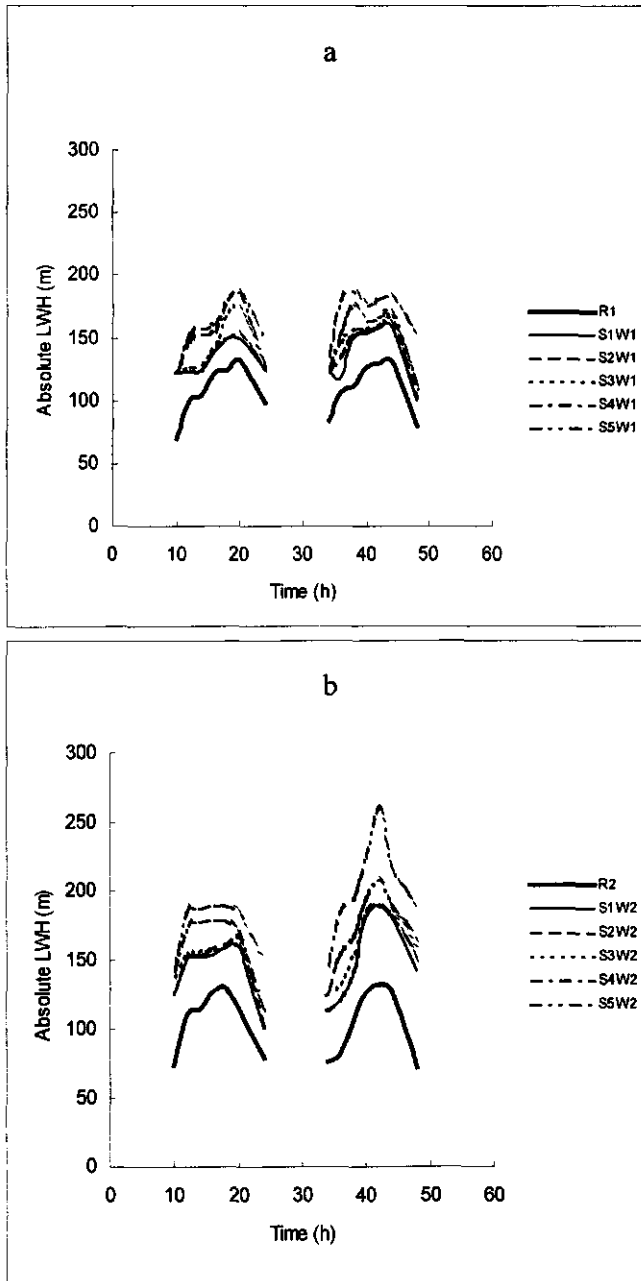 a
300
250
200
150
100
50
0
Absolute LWH (m)
0 10 20 30 40 50 60
Time (h)
R1
S1W1
S2W1
S3W1
S4W1
S5W1
b
300
250
200
150
100
50
0
Absolute LWH (m)
0 10 20 30 40 50 60
Time (h)
R2
S1W2
S2W2
S3W2
S4W2
S5W2